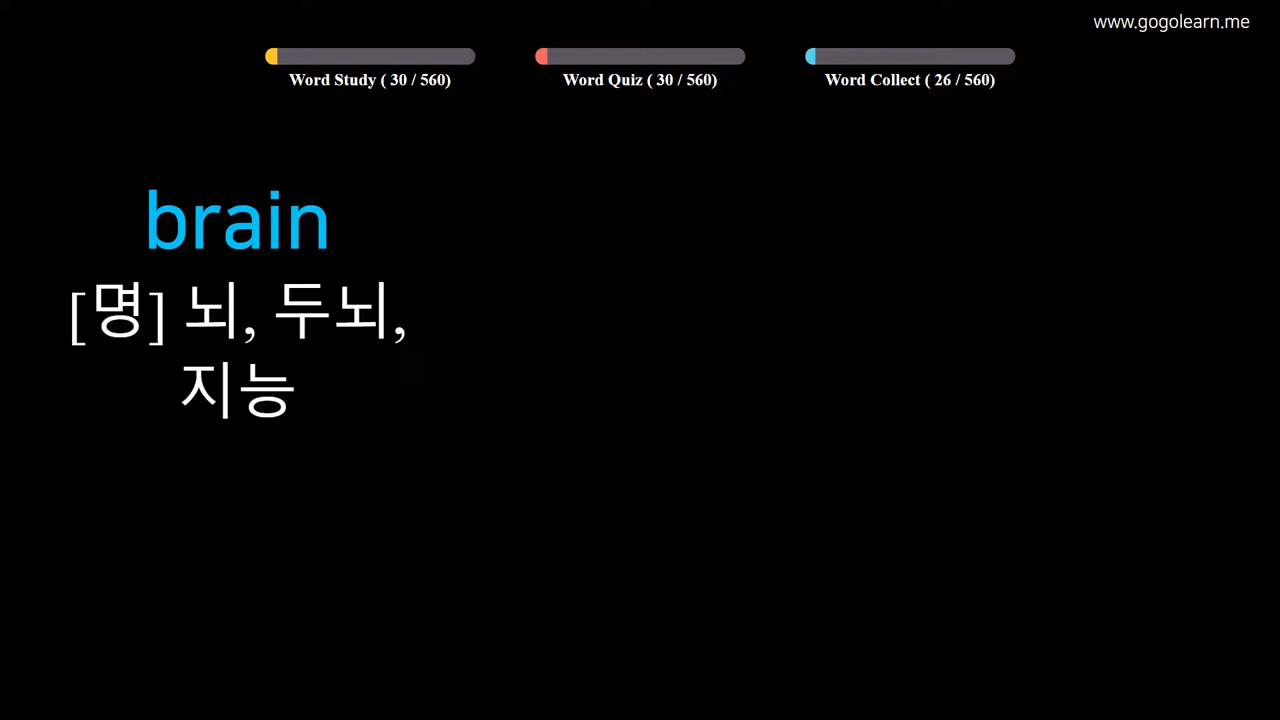 www.gogolearn.me
Word Study ( 30 / 560)
Word Quiz ( 30 / 560)
Word Collect ( 26 / 560)
brain
[명] 뇌, 두뇌,
지능